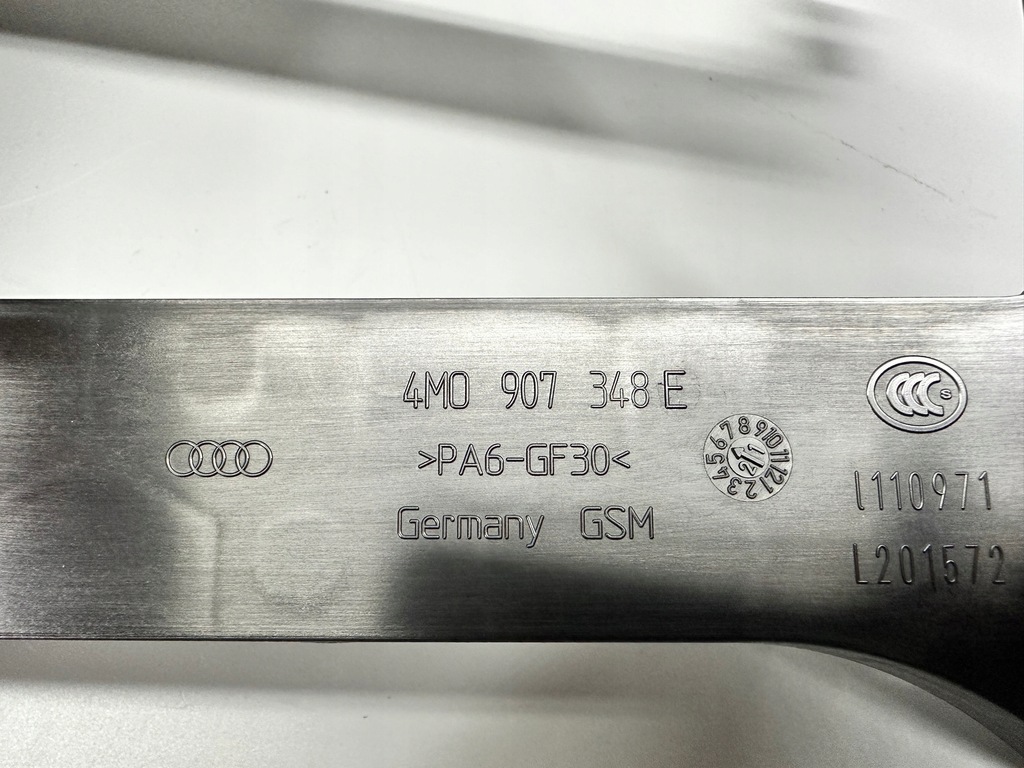 4M0 907 348 E
>PA6-GF30<
Germany GSM
CCC S
1 2 3 4 5 6 7 8 9 10 11 12
21
l110971
L201572